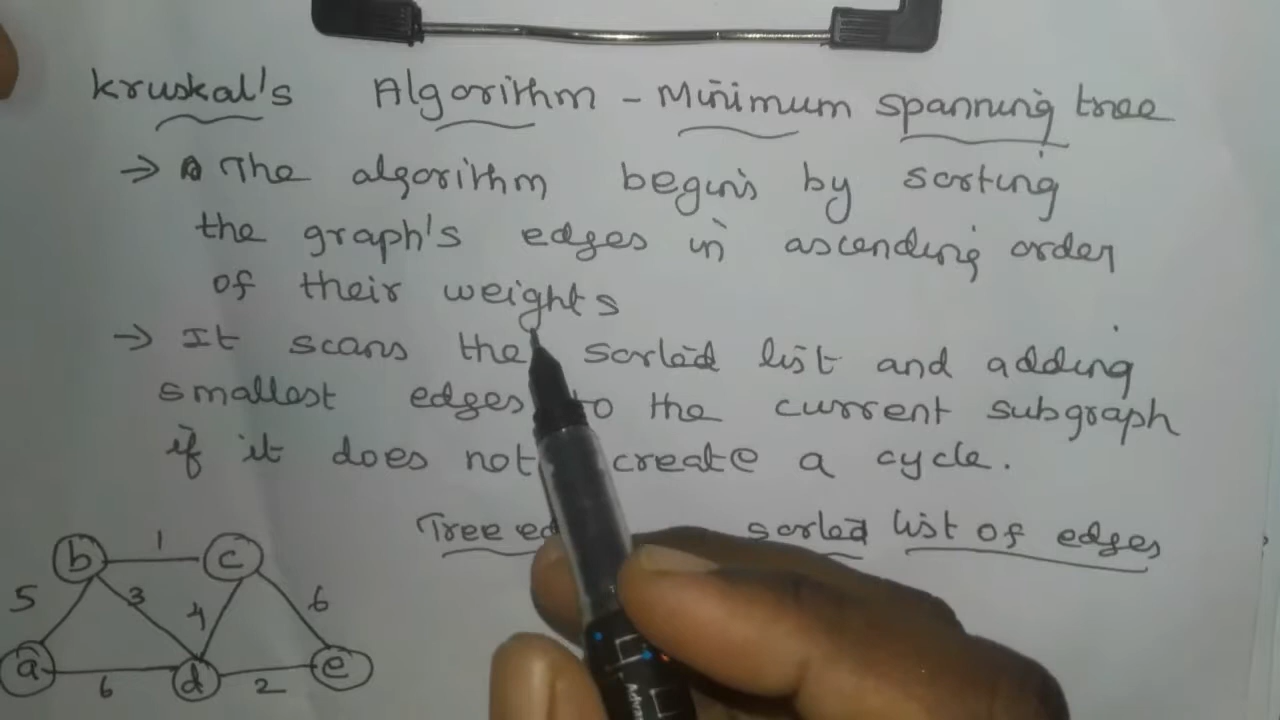 Kruskal's Algorithm - Minimum spanning tree
→ The algorithm begins by sorting
the graph's edges in ascending order
of their weights
→ It scans the sorted list and adding
smallest edges to the current subgraph
if it does not create a cycle.
Tree ed sorted list of edges
b 1 c
5 3 4 6
a 6 d 2 e